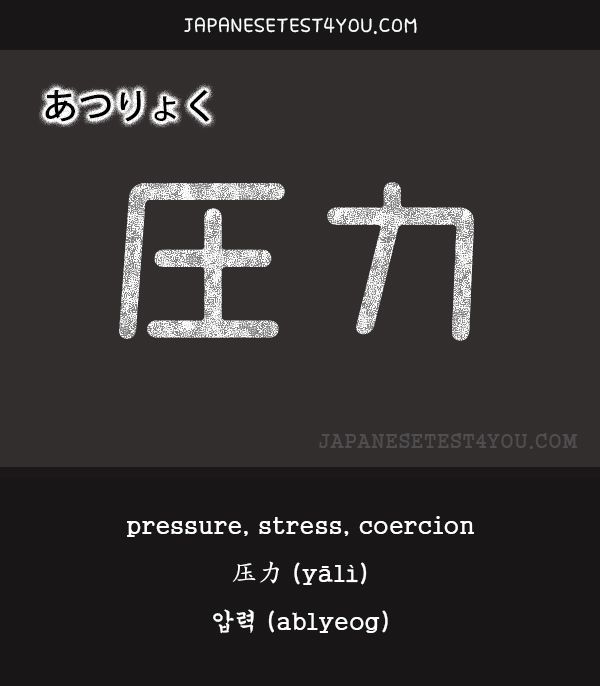 JAPANESETEST4YOU.COM
あつりょく
圧力
JAPANESETEST4YOU.COM
pressure, stress, coercion
压力 (yālì)
압력 (ablyeog)